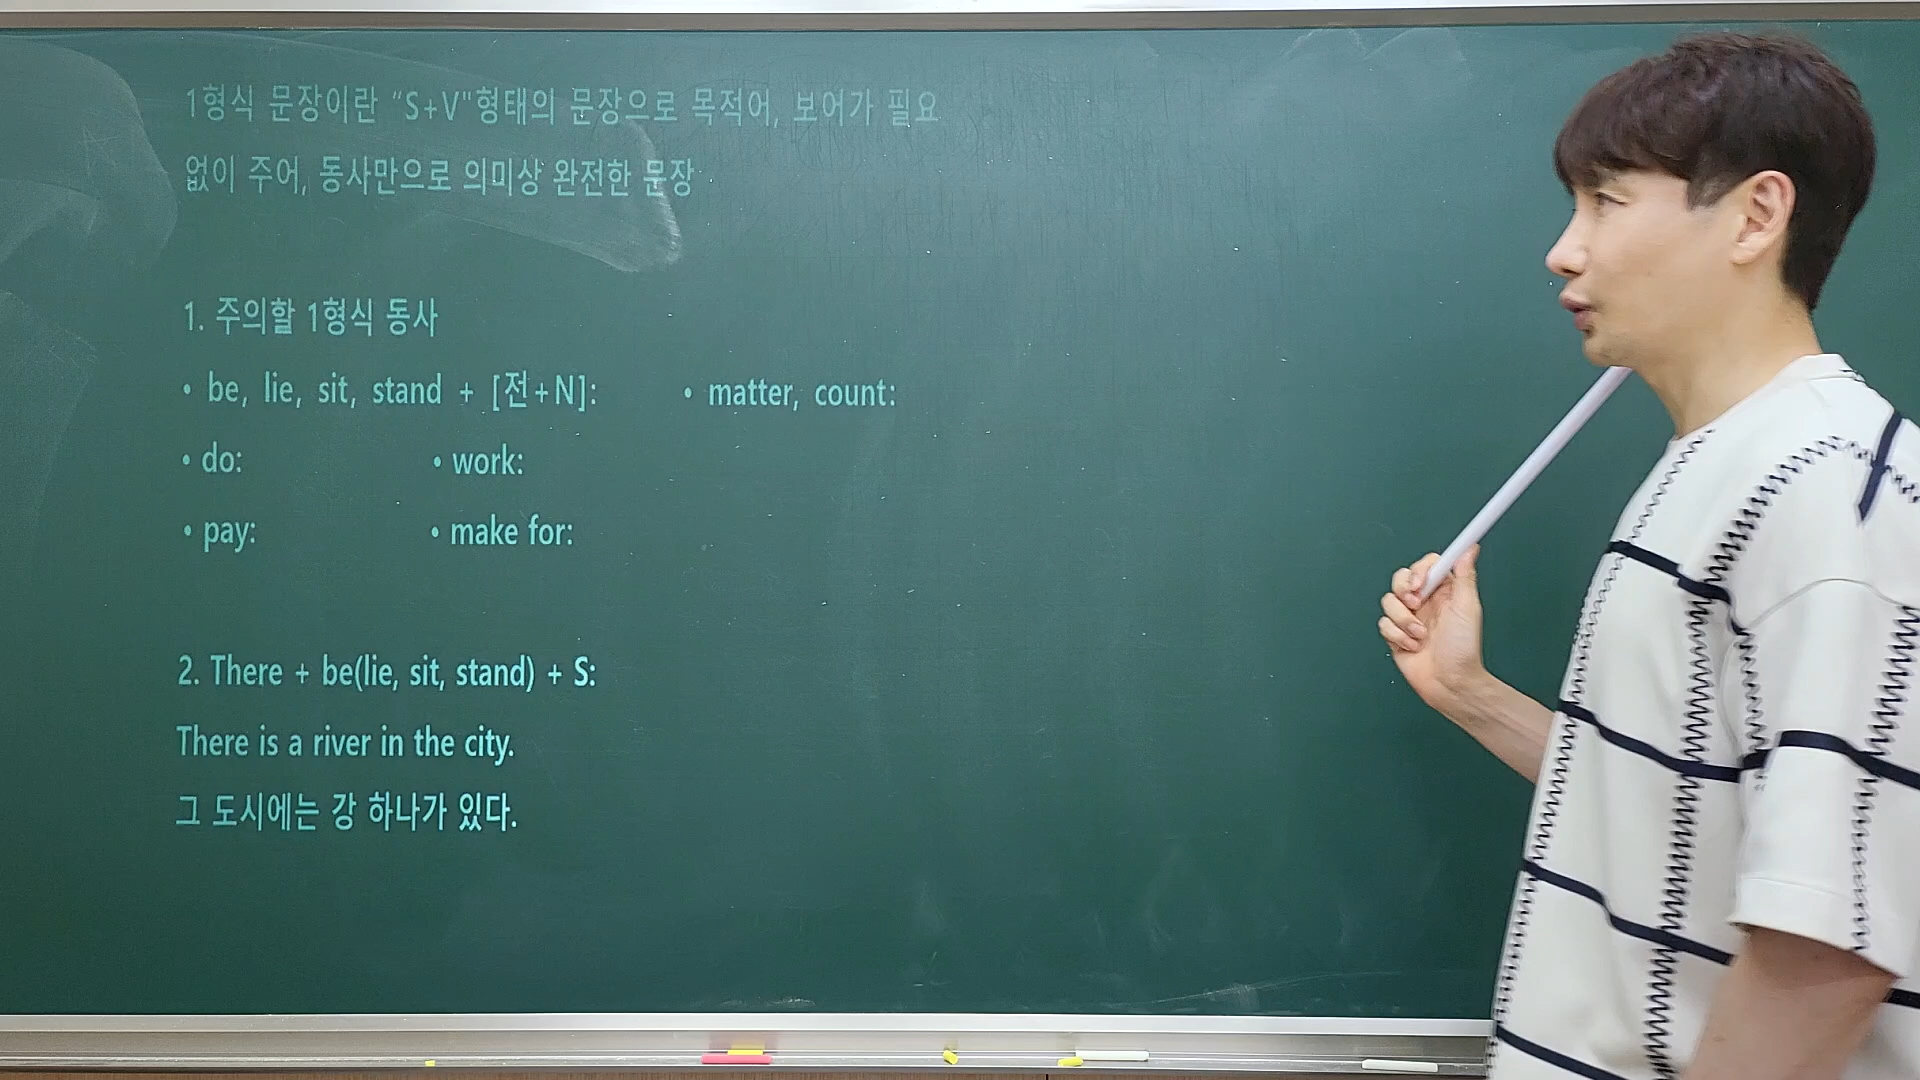 1형식 문장이란 “S+V"형태의 문장으로 목적어, 보어가 필요
없이 주어, 동사만으로 의미상 완전한 문장
1. 주의할 1형식 동사
• be, lie, sit, stand + [전+N]: • matter, count:
• do: • work:
• pay: • make for:
2. There + be(lie, sit, stand) + S:
There is a river in the city.
그 도시에는 강 하나가 있다.